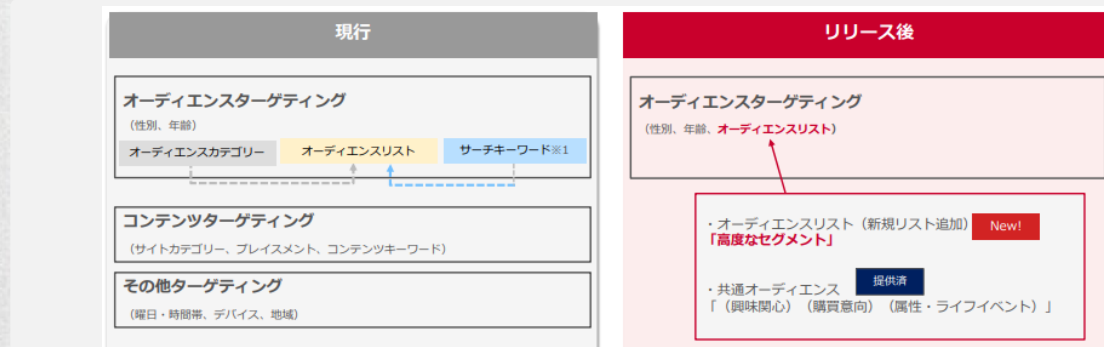 現行
オーディエンスターゲティング
（性別、年齢）
オーディエンスカテゴリー
オーディエンスリスト
サーチキーワード※1
コンテンツターゲティング
（サイトカテゴリー、プレイスメント、コンテンツキーワード）
その他ターゲティング
（曜日・時間帯、デバイス、地域）
リリース後
オーディエンスターゲティング
（性別、年齢、オーディエンスリスト）
・オーディエンスリスト（新規リスト追加） New!
「高度なセグメント」
・共通オーディエンス 提供済
「（興味関心）（購買意向）（属性・ライフイベント）」